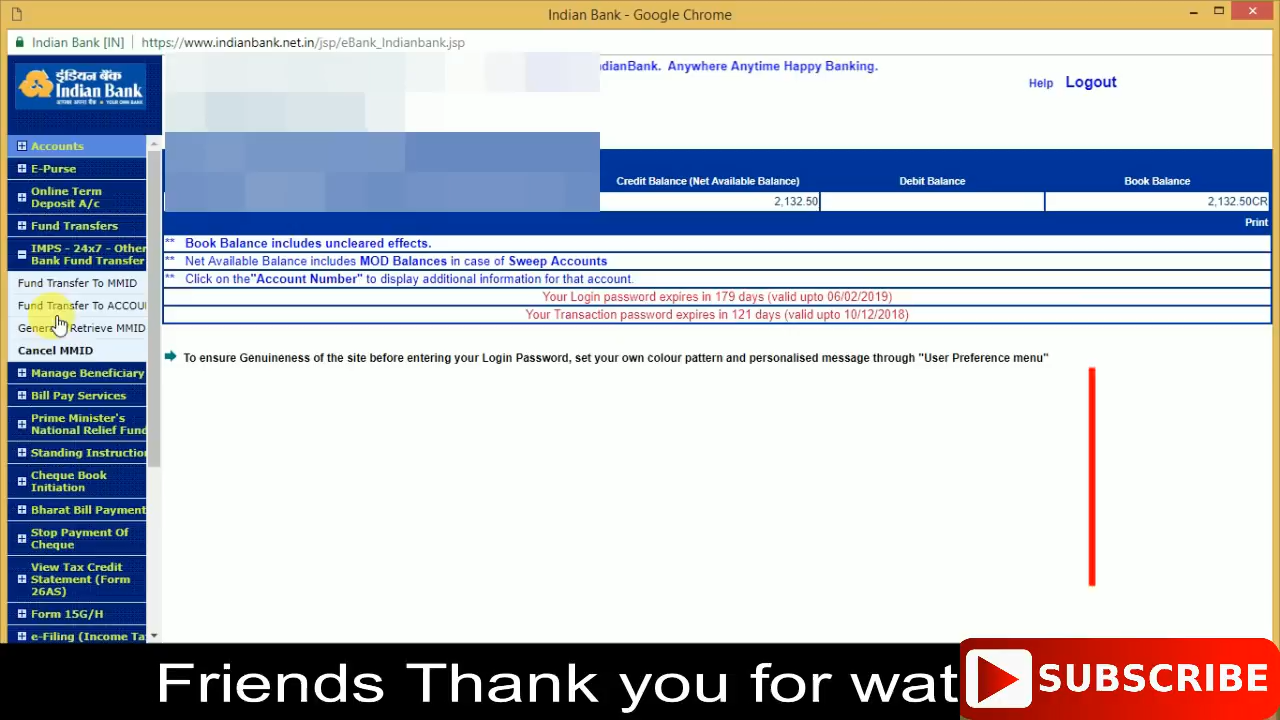 Indian Bank - Google Chrome
Indian Bank [IN] https://www.indianbank.net.in/jsp/eBank_Indianbank.jsp
इंडियन बैंक
Indian Bank
YOUR OWN BANK
IndianBank. Anywhere Anytime Happy Banking.
Help Logout
Accounts
E-Purse
Online Term
Deposit A/c
Fund Transfers
IMPS - 24x7 - Other
Bank Fund Transfer
Fund Transfer To MMID
Fund Transfer To ACCOU
Retrieve MMID
Cancel MMID
Manage Beneficiary
Bill Pay Services
Prime Minister's
National Relief Fund
Standing Instructio
Cheque Book
Initiation
Bharat Bill Payment
Stop Payment Of
Cheque
View Tax Credit
Statement (Form
26AS)
Form 15G/H
e-Filing (Income Ta
Credit Balance (Net Available Balance) Debit Balance Book Balance
2,132.50 2,132.50CR
Print
** Book Balance includes uncleared effects.
** Net Available Balance includes MOD Balances in case of Sweep Accounts
** Click on the"Account Number" to display additional information for that account.
Your Login password expires in 179 days (valid upto 06/02/2019)
Your Transaction password expires in 121 days (valid upto 10/12/2018)
To ensure Genuineness of the site before entering your Login Password, set your own colour pattern and personalised message through "User Preference menu"
Friends Thank you for wat
SUBSCRIBE